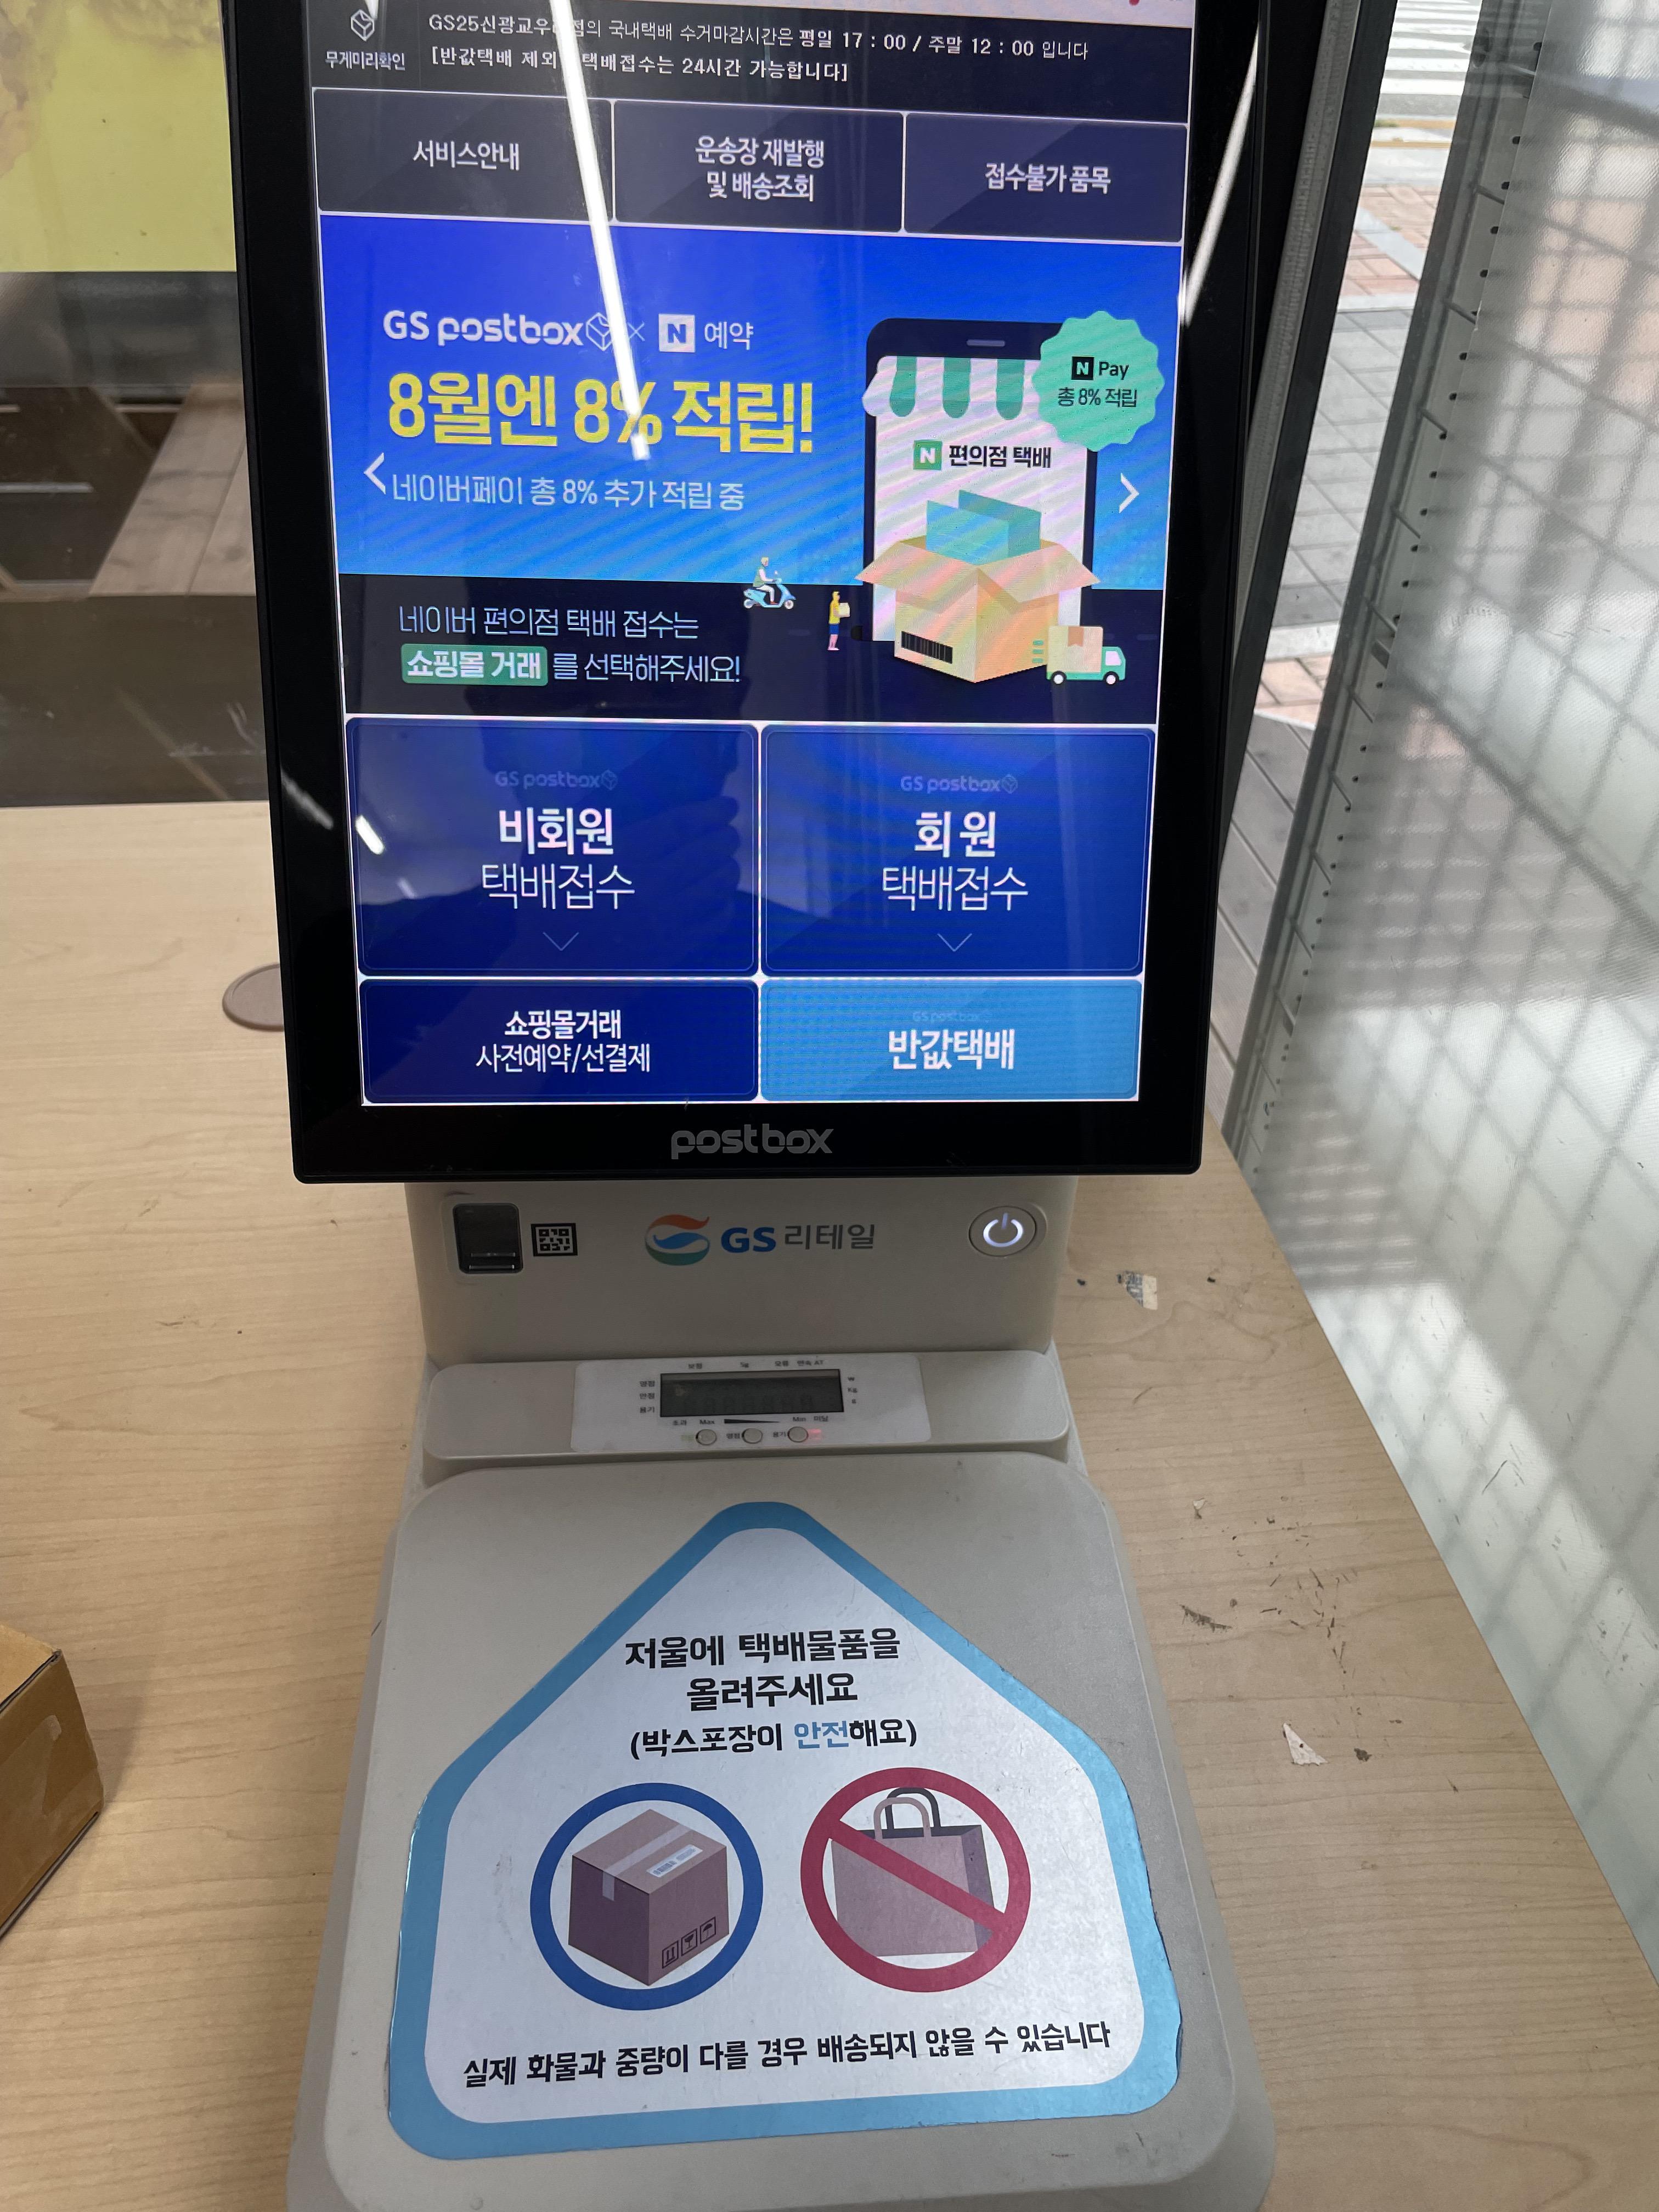 무게미리확인
GS25신광교우 점의 국내택배 수거마감시간은 평일 17 : 00 / 주말 12 : 00 입니다
[반값택배 제외 택배접수는 24시간 가능합니다]
서비스안내
운송장 재발행
및 배송조회
접수불가 품목
GS postbox × N 예약
8월엔 8% 적립!
네이버페이 총 8% 추가 적립 중
N Pay
총 8% 적립
N 편의점 택배
네이버 편의점 택배 접수는
쇼핑몰 거래 를 선택해주세요!
GS postbox
비회원
택배접수
GS postbox
회원
택배접수
쇼핑몰거래
사전예약/선결제
GS postbox
반값택배
postbox
GS 리테일
초과 Max Min 미달
저울에 택배물품을
올려주세요
(박스포장이 안전해요)
실제 화물과 중량이 다를 경우 배송되지 않을 수 있습니다